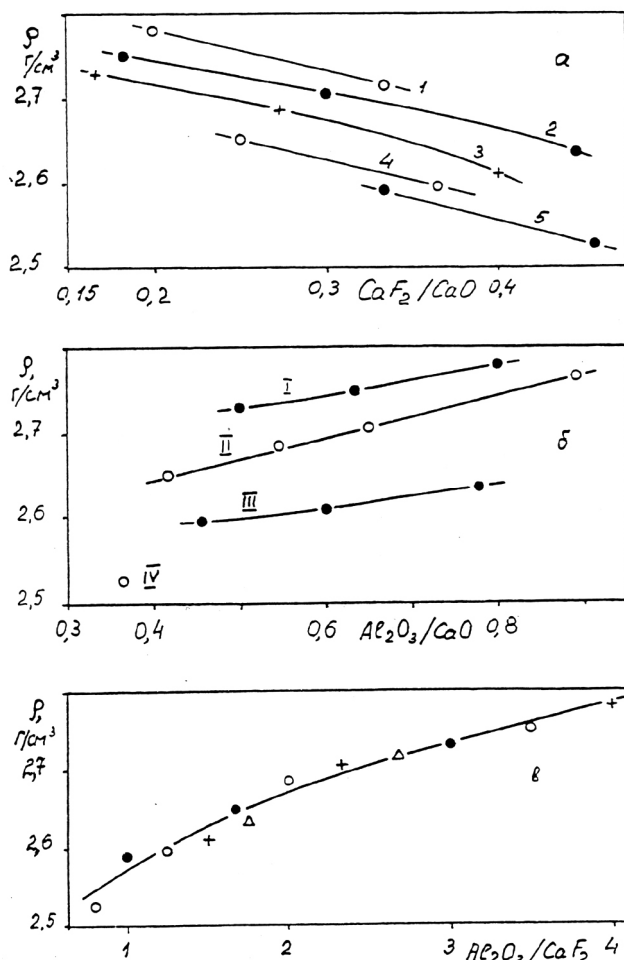 ρ
г/см³
2,7
2,6
2,5
а
1
2
3
4
5
0,15 0,2 0,3 CaF₂/CaO 0,4
ρ,
г/см³
2,7
2,6
2,5
I
II
III
IV
б
0,3 0,4 0,6 Al₂O₃/CaO 0,8
ρ,
г/см³
2,7
2,6
2,5
в
1 2 3 Al₂O₃/CaF₂ 4